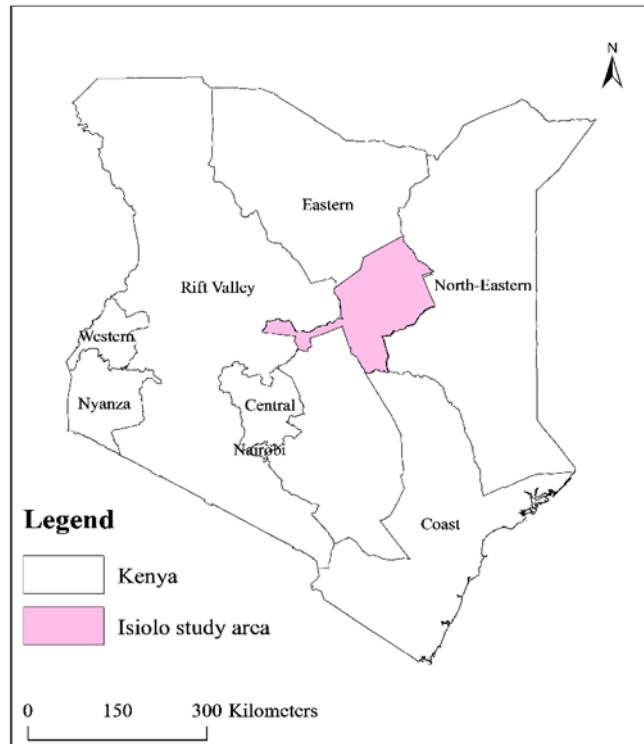 N
Eastern
North-Eastern
Rift Valley
Western
Nyanza
Central
Nairobi
Coast
Legend
Kenya
Isiolo study area
0 150 300 Kilometers